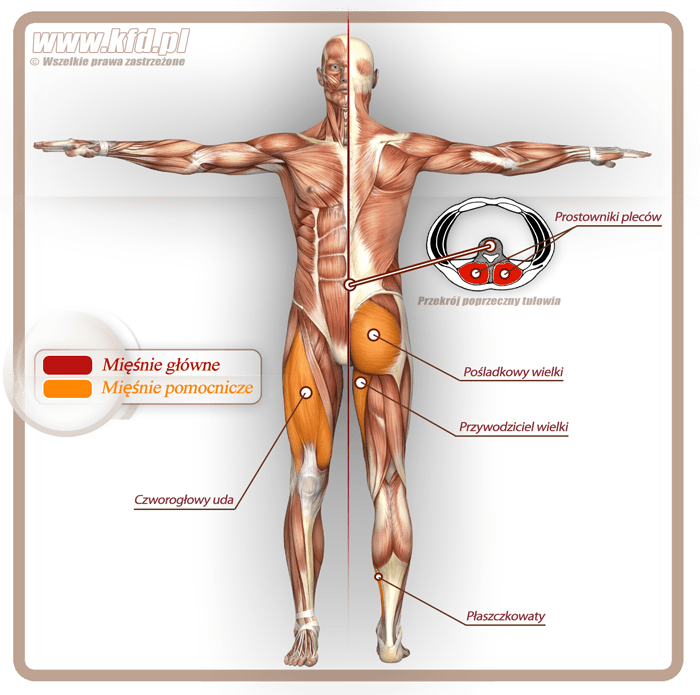 www.kfd.pl
© Wszelkie prawa zastrzeżone
Prostowniki pleców
Przekrój poprzeczny tułowia
Mięśnie główne
Mięśnie pomocnicze
Pośladkowy wielki
Przywodziciel wielki
Czworogłowy uda
Płaszczkowaty